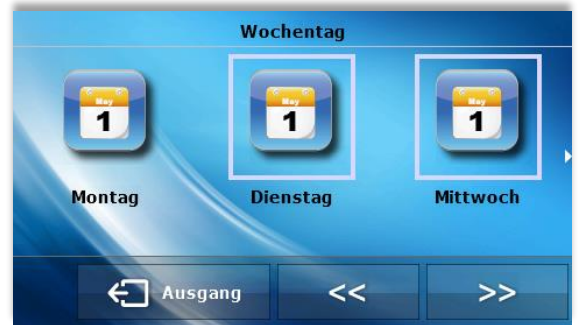 Wochentag
May May May
1 1 1
Montag Dienstag Mittwoch
Ausgang << >>